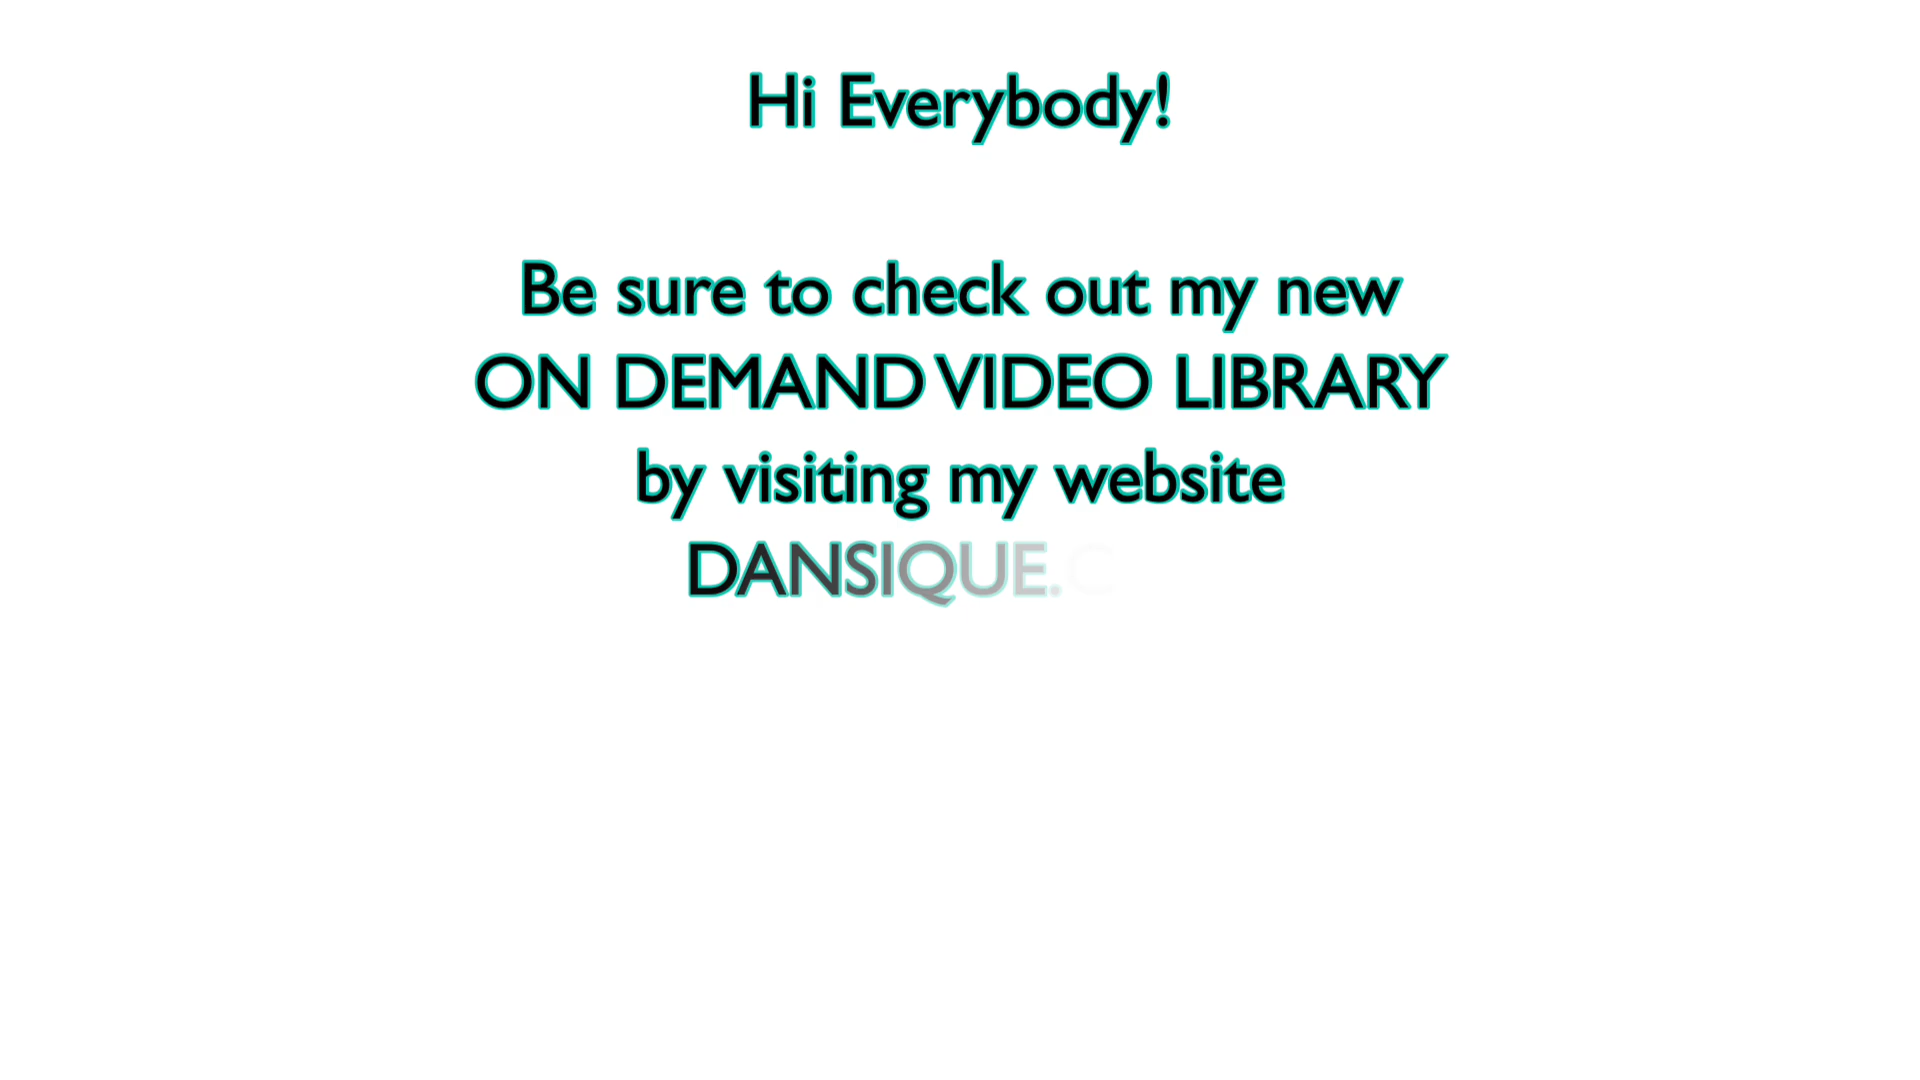 Hi Everybody!
Be sure to check out my new
ON DEMAND VIDEO LIBRARY
by visiting my website
DANSIQUE.C